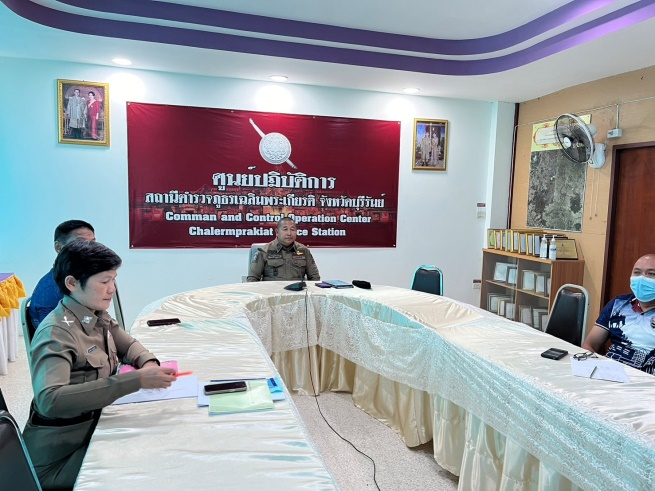 ศูนย์ปฏิบัติการ
สถานีตำรวจภูธรเฉลิมพระเกียรติ จังหวัดบุรีรัมย์
Comman and Control Operation Center
Chalermprakiat Police Station